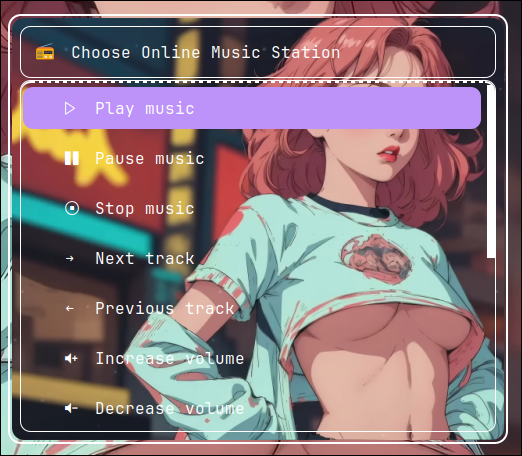 Choose Online Music Station
Play music
Pause music
Stop music
Next track
Previous track
Increase volume
Decrease volume